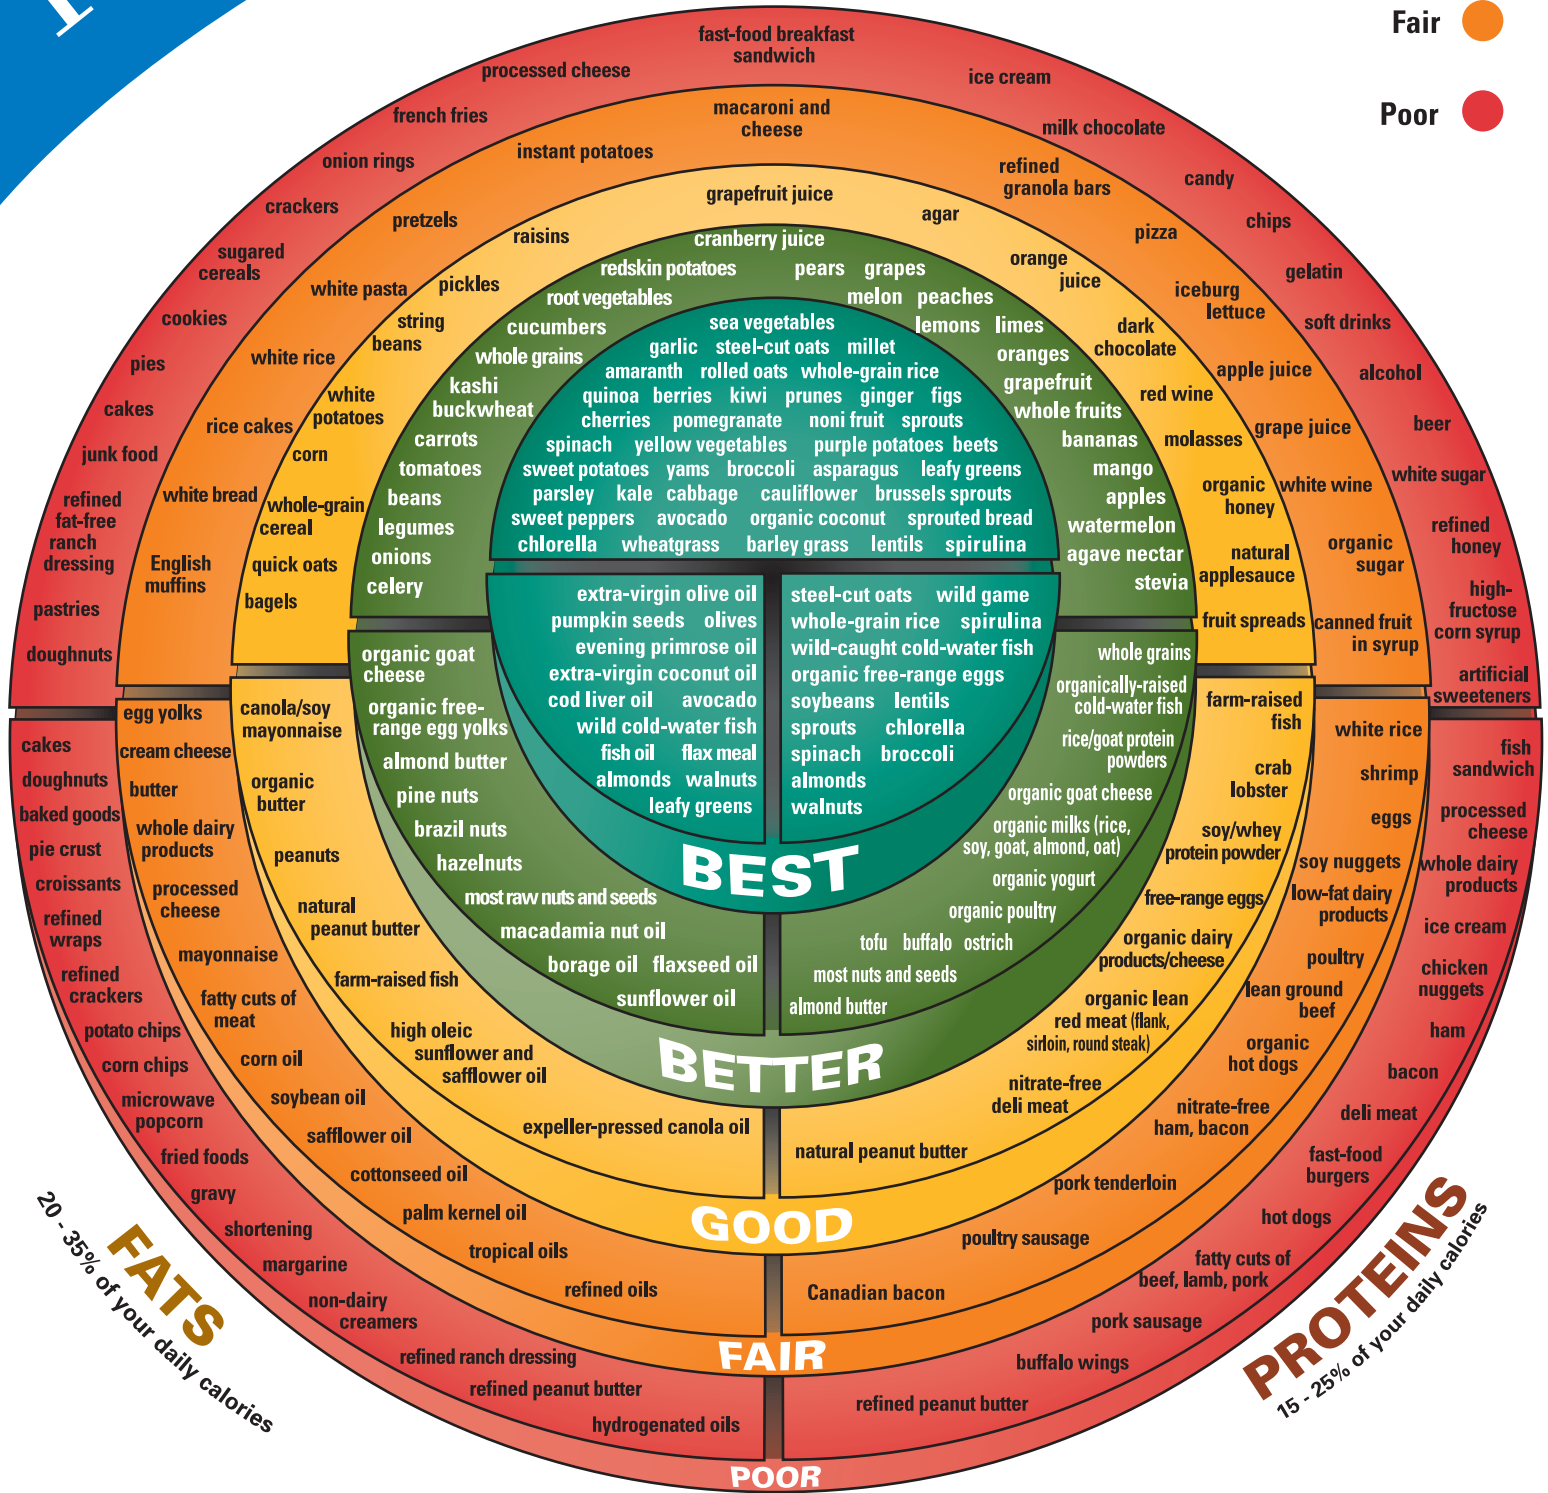 Fair
Poor
fast-food breakfast
sandwich
processed cheese
ice cream
french fries
milk chocolate
onion rings
candy
crackers
chips
sugared
cereals
gelatin
cookies
soft drinks
pies
alcohol
cakes
beer
junk food
white sugar
refined
fat-free
ranch
dressing
refined
honey
pastries
high-
fructose
corn syrup
doughnuts
artificial
sweeteners
macaroni and
cheese
instant potatoes
refined
granola bars
pretzels
pizza
white pasta
iceburg
lettuce
white rice
apple juice
rice cakes
grape juice
white bread
white wine
English
muffins
organic
sugar
canned fruit
in syrup
grapefruit juice
agar
raisins
orange
juice
pickles
string
beans
dark
chocolate
white
potatoes
red wine
corn
molasses
whole-grain
cereal
organic
honey
quick oats
natural
applesauce
bagels
fruit spreads
cranberry juice
redskin potatoes
pears grapes
root vegetables
melon peaches
cucumbers
lemons limes
whole grains
oranges
kashi
buckwheat
grapefruit
whole fruits
carrots
bananas
tomatoes
mango
beans
apples
legumes
watermelon
onions
agave nectar
celery
stevia
sea vegetables
garlic steel-cut oats millet
amaranth rolled oats whole-grain rice
quinoa berries kiwi prunes ginger figs
cherries pomegranate noni fruit sprouts
spinach yellow vegetables purple potatoes beets
sweet potatoes yams broccoli asparagus leafy greens
parsley kale cabbage cauliflower brussels sprouts
sweet peppers avocado organic coconut sprouted bread
chlorella wheatgrass barley grass lentils spirulina
extra-virgin olive oil
pumpkin seeds olives
evening primrose oil
extra-virgin coconut oil
cod liver oil avocado
wild cold-water fish
fish oil flax meal
almonds walnuts
leafy greens
steel-cut oats wild game
whole-grain rice spirulina
wild-caught cold-water fish
organic free-range eggs
soybeans lentils
sprouts chlorella
spinach broccoli
almonds
walnuts
BEST
organic goat
cheese
organic free-
range egg yolks
almond butter
pine nuts
brazil nuts
hazelnuts
most raw nuts and seeds
macadamia nut oil
borage oil flaxseed oil
sunflower oil
whole grains
organically-raised
cold-water fish
rice/goat protein
powders
organic goat cheese
organic milks (rice,
soy, goat, almond, oat)
organic yogurt
organic poultry
tofu buffalo ostrich
most nuts and seeds
almond butter
BETTER
canola/soy
mayonnaise
organic
butter
peanuts
natural
peanut butter
farm-raised fish
high oleic
sunflower and
safflower oil
expeller-pressed canola oil
farm-raised
fish
crab
lobster
soy/whey
protein powder
free-range eggs
organic dairy
products/cheese
organic lean
red meat (flank,
sirloin, round steak)
nitrate-free
deli meat
natural peanut butter
GOOD
egg yolks
cream cheese
butter
whole dairy
products
processed
cheese
mayonnaise
fatty cuts of
meat
corn oil
soybean oil
safflower oil
cottonseed oil
palm kernel oil
tropical oils
refined oils
white rice
shrimp
eggs
soy nuggets
low-fat dairy
products
poultry
lean ground
beef
organic
hot dogs
nitrate-free
ham, bacon
pork tenderloin
poultry sausage
Canadian bacon
FAIR
cakes
doughnuts
baked goods
pie crust
croissants
refined
wraps
refined
crackers
potato chips
corn chips
microwave
popcorn
fried foods
gravy
shortening
margarine
non-dairy
creamers
refined ranch dressing
refined peanut butter
hydrogenated oils
fish
sandwich
processed
cheese
whole dairy
products
ice cream
chicken
nuggets
ham
bacon
deli meat
fast-food
burgers
hot dogs
fatty cuts of
beef, lamb, pork
pork sausage
buffalo wings
refined peanut butter
POOR
FATS
20 - 35% of your daily calories
PROTEINS
15 - 25% of your daily calories